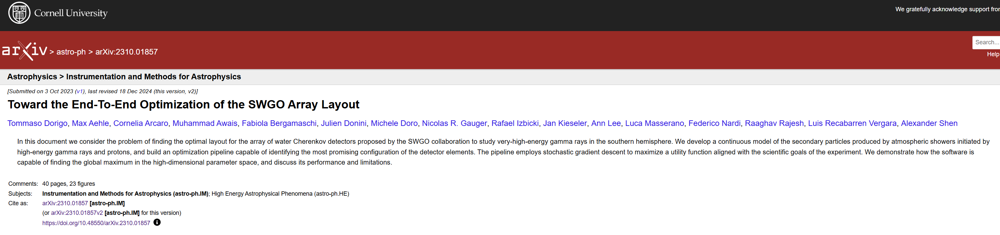 Cornell University
We gratefully acknowledge support
arXiv > astro-ph > arXiv:2310.01857
Search...
Help
Astrophysics > Instrumentation and Methods for Astrophysics
[Submitted on 3 Oct 2023 (v1), last revised 18 Dec 2024 (this version, v2)]
Toward the End-To-End Optimization of the SWGO Array Layout
Tommaso Dorigo, Max Aehle, Cornelia Arcaro, Muhammad Awais, Fabiola Bergamaschi, Julien Donini, Michele Doro, Nicolas R. Gauger, Rafael Izbicki, Jan Kieseler, Ann Lee, Luca Masserano, Federico Nardi, Raaghav Rajesh, Luis Recabarren Vergara, Alexander Shen
In this document we consider the problem of finding the optimal layout for the array of water Cherenkov detectors proposed by the SWGO collaboration to study very-high-energy gamma rays in the southern hemisphere. We develop a continuous model of the secondary particles produced by atmospheric showers initiated by
high-energy gamma rays and protons, and build an optimization pipeline capable of identifying the most promising configuration of the detector elements. The pipeline employs stochastic gradient descent to maximize a utility function aligned with the scientific goals of the experiment. We demonstrate how the software is
capable of finding the global maximum in the high-dimensional parameter space, and discuss its performance and limitations.
Comments: 40 pages, 23 figures
Subjects: Instrumentation and Methods for Astrophysics (astro-ph.IM); High Energy Astrophysical Phenomena (astro-ph.HE)
Cite as: arXiv:2310.01857 [astro-ph.IM]
(or arXiv:2310.01857v2 [astro-ph.IM] for this version)
https://doi.org/10.48550/arXiv.2310.01857